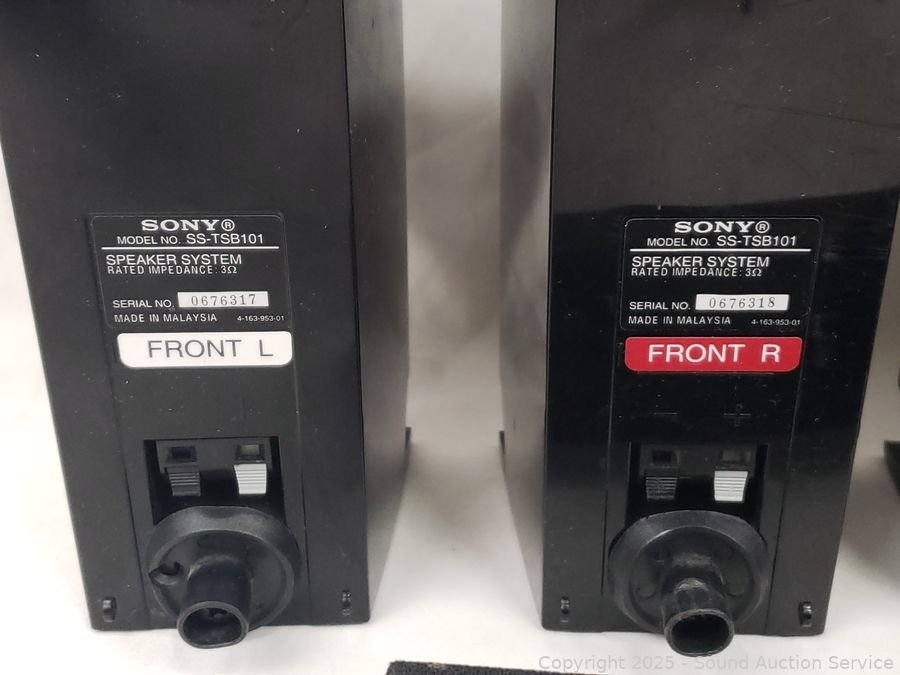 SONY®
MODEL NO. SS-TSB101
SPEAKER SYSTEM
RATED IMPEDANCE: 3Ω
SERIAL NO. 0676317
MADE IN MALAYSIA 4-163-953-01
FRONT L
SONY®
MODEL NO. SS-TSB101
SPEAKER SYSTEM
RATED IMPEDANCE: 3Ω
SERIAL NO. 0676318
MADE IN MALAYSIA 4-163-953-01
FRONT R
− +
Copyright 2025 - Sound Auction Service